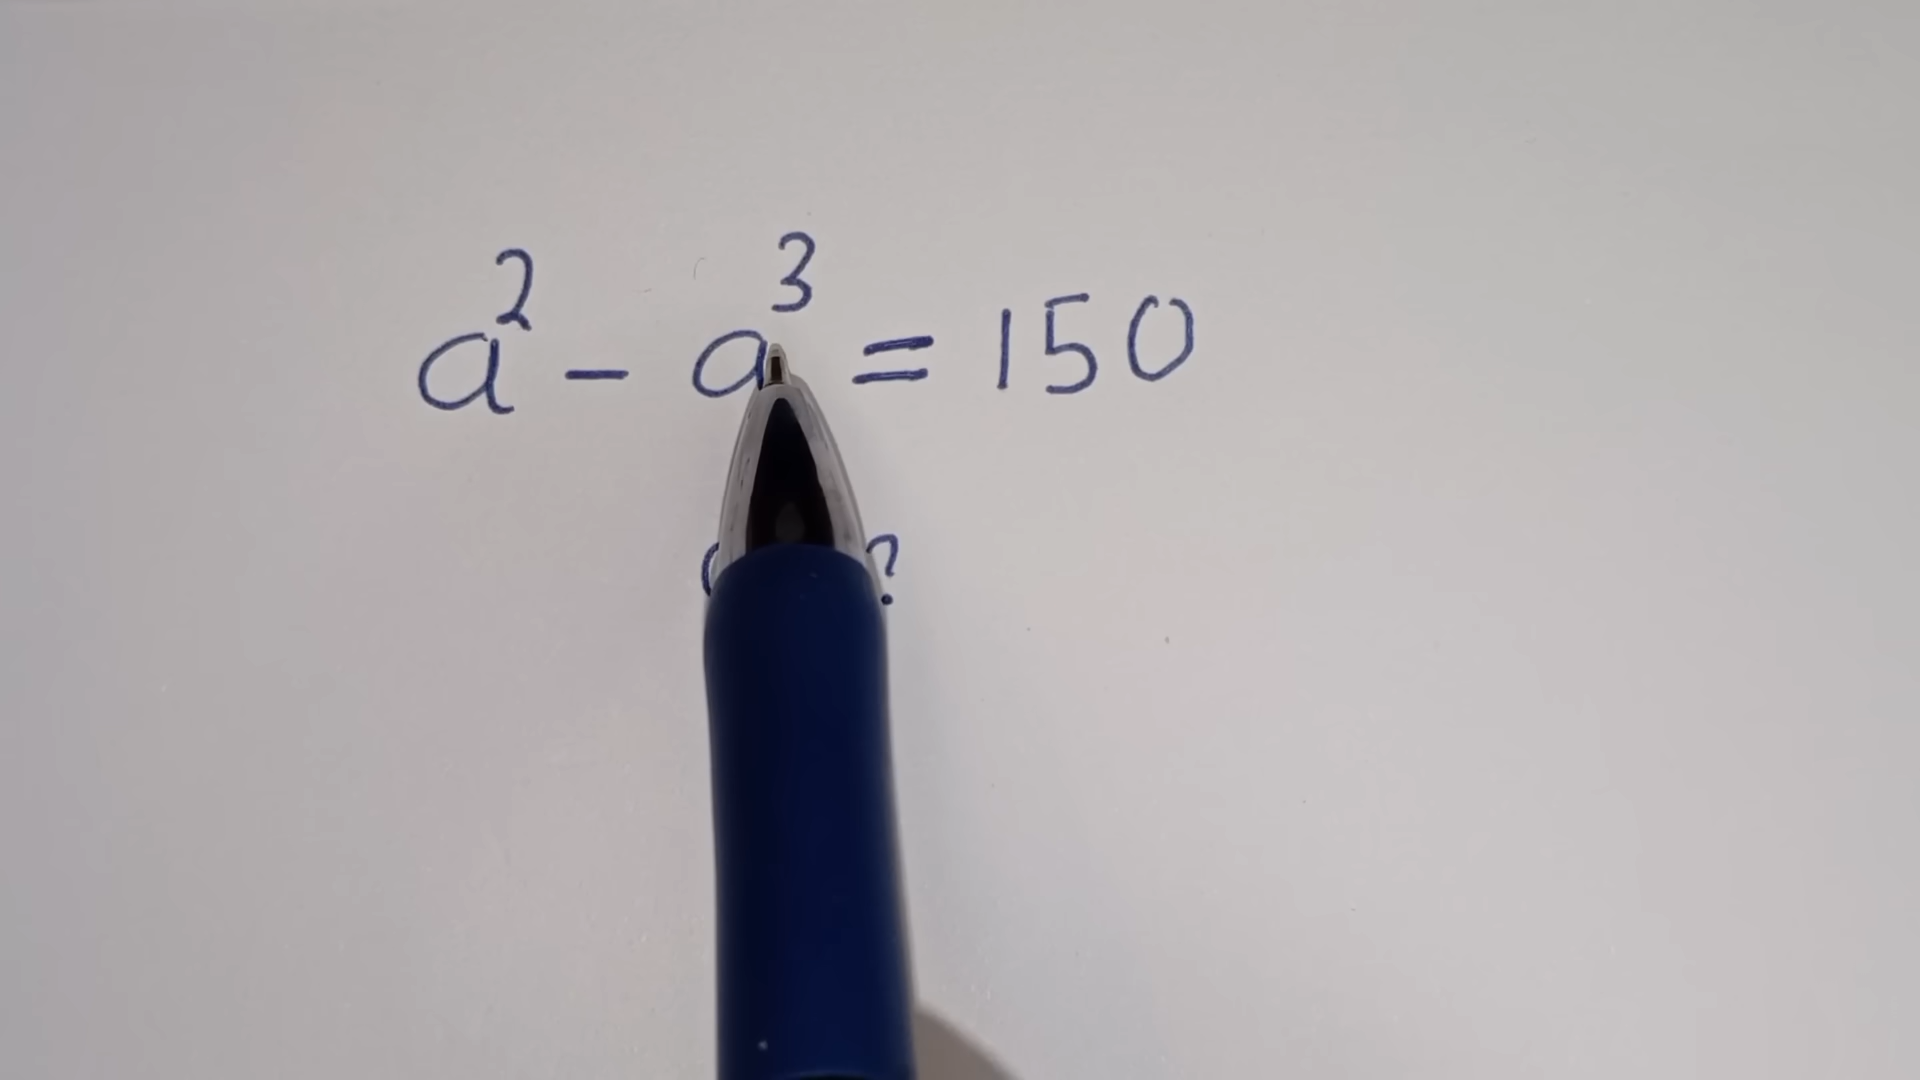 a² - a³ = 150
?